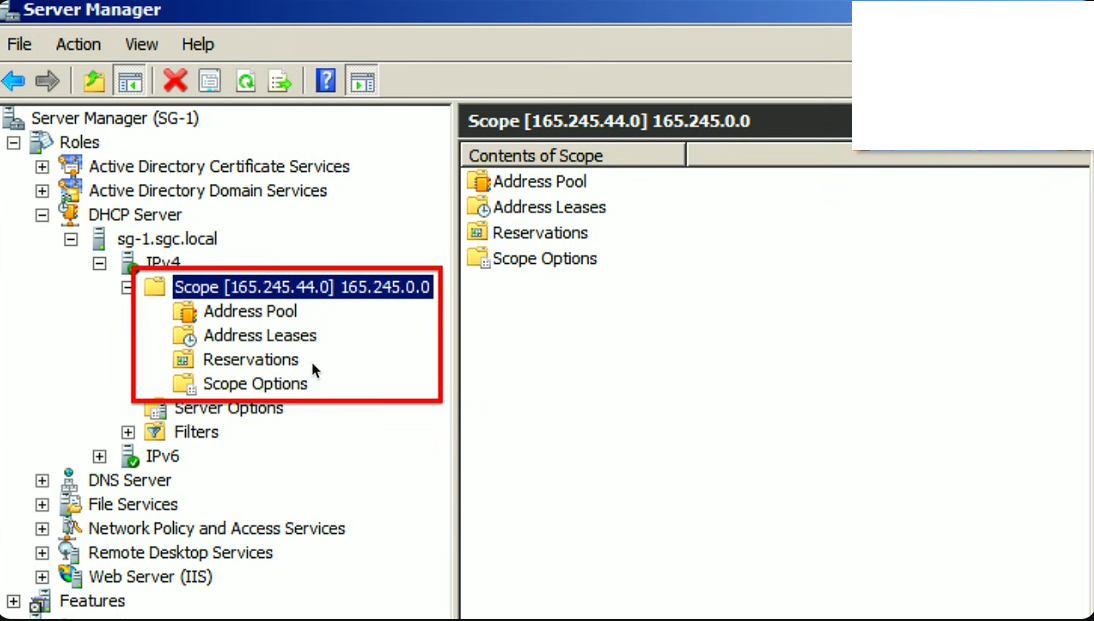 Server Manager
File Action View Help
Server Manager (SG-1)
Roles
Active Directory Certificate Services
Active Directory Domain Services
DHCP Server
sg-1.sgc.local
IPv4
Scope [165.245.44.0] 165.245.0.0
Address Pool
Address Leases
Reservations
Scope Options
Server Options
Filters
IPv6
DNS Server
File Services
Network Policy and Access Services
Remote Desktop Services
Web Server (IIS)
Features
Scope [165.245.44.0] 165.245.0.0
Contents of Scope
Address Pool
Address Leases
Reservations
Scope Options